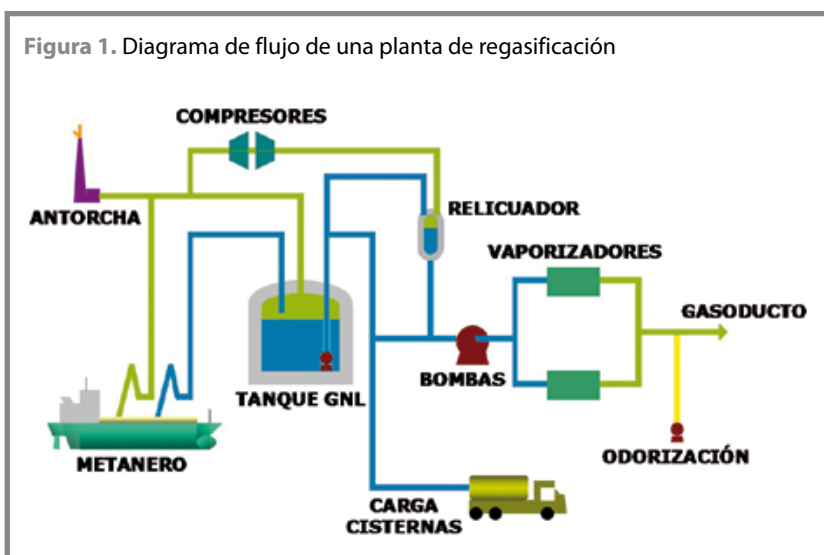 Figura 1. Diagrama de flujo de una planta de regasificación
COMPRESORES
ANTORCHA
RELICUADOR
VAPORIZADORES
GASODUCTO
TANQUE GNL
BOMBAS
METANERO
ODORIZACIÓN
CARGA
CISTERNAS